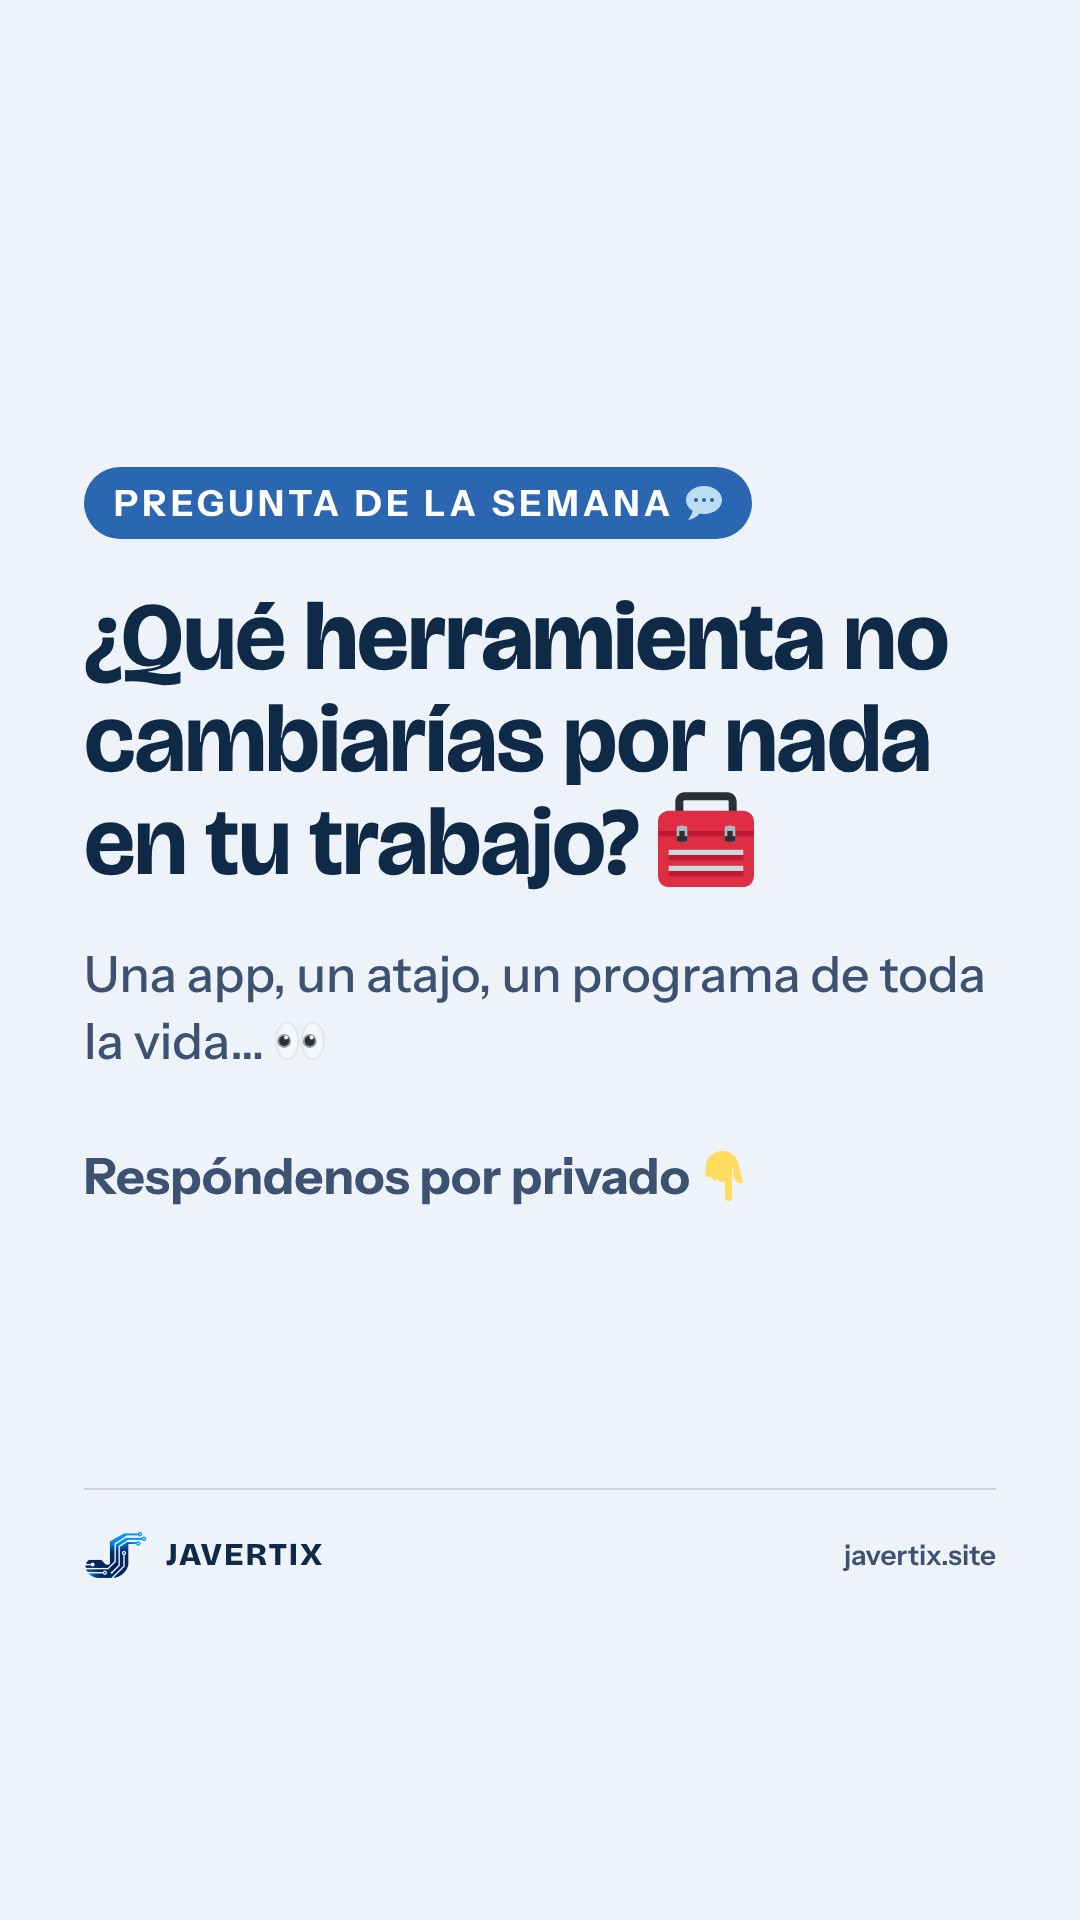 PREGUNTA DE LA SEMANA 💬
¿Qué herramienta no
cambiarías por nada
en tu trabajo? 🧰
Una app, un atajo, un programa de toda
la vida... 👀
Respóndenos por privado 👇
JAVERTIX
javertix.site